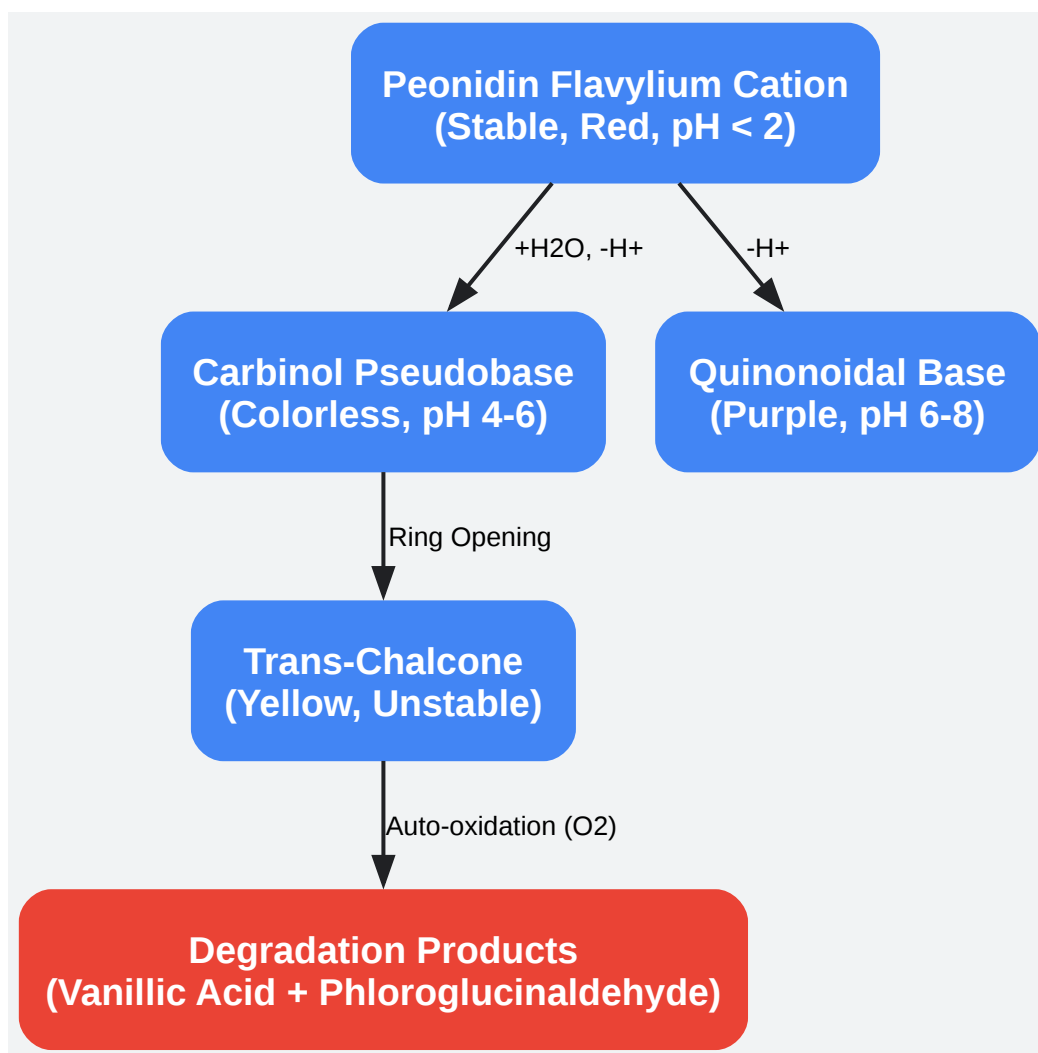 Peonidin Flavylium Cation
(Stable, Red, pH < 2)
+H2O, -H+
-H+
Carbinol Pseudobase
(Colorless, pH 4-6)
Quinonoidal Base
(Purple, pH 6-8)
Ring Opening
Trans-Chalcone
(Yellow, Unstable)
Auto-oxidation (O2)
Degradation Products
(Vanillic Acid + Phloroglucinaldehyde)